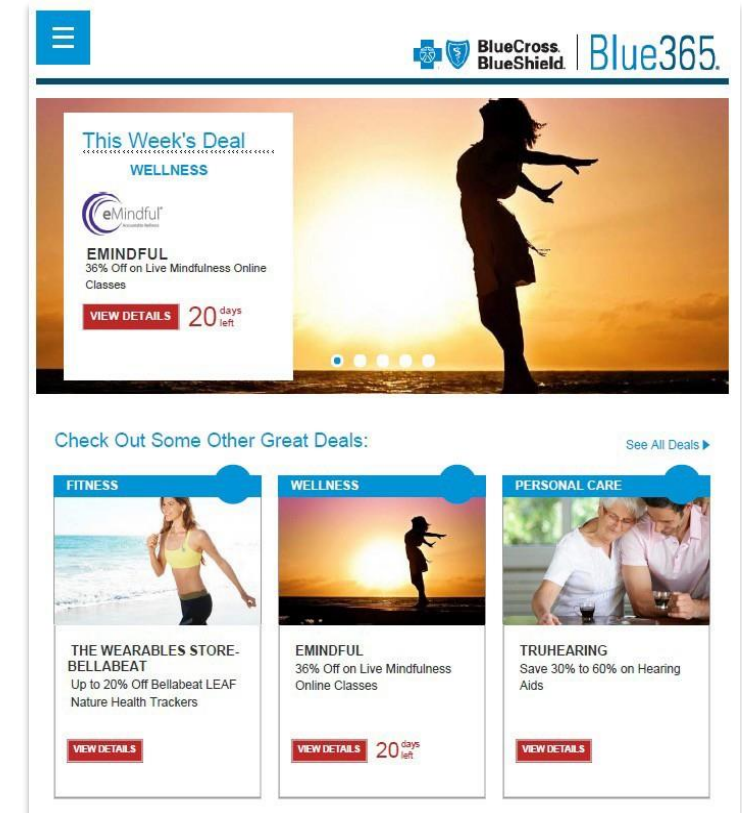 BlueCross
BlueShield
Blue365.
This Week's Deal
WELLNESS
eMindful
EMINDFUL
36% Off on Live Mindfulness Online
Classes
VIEW DETAILS 20 days left
Check Out Some Other Great Deals:
See All Deals
FITNESS
THE WEARABLES STORE-
BELLABEAT
Up to 20% Off Bellabeat LEAF
Nature Health Trackers
VIEW DETAILS
WELLNESS
EMINDFUL
36% Off on Live Mindfulness
Online Classes
VIEW DETAILS 20 days left
PERSONAL CARE
TRUHEARING
Save 30% to 60% on Hearing
Aids
VIEW DETAILS